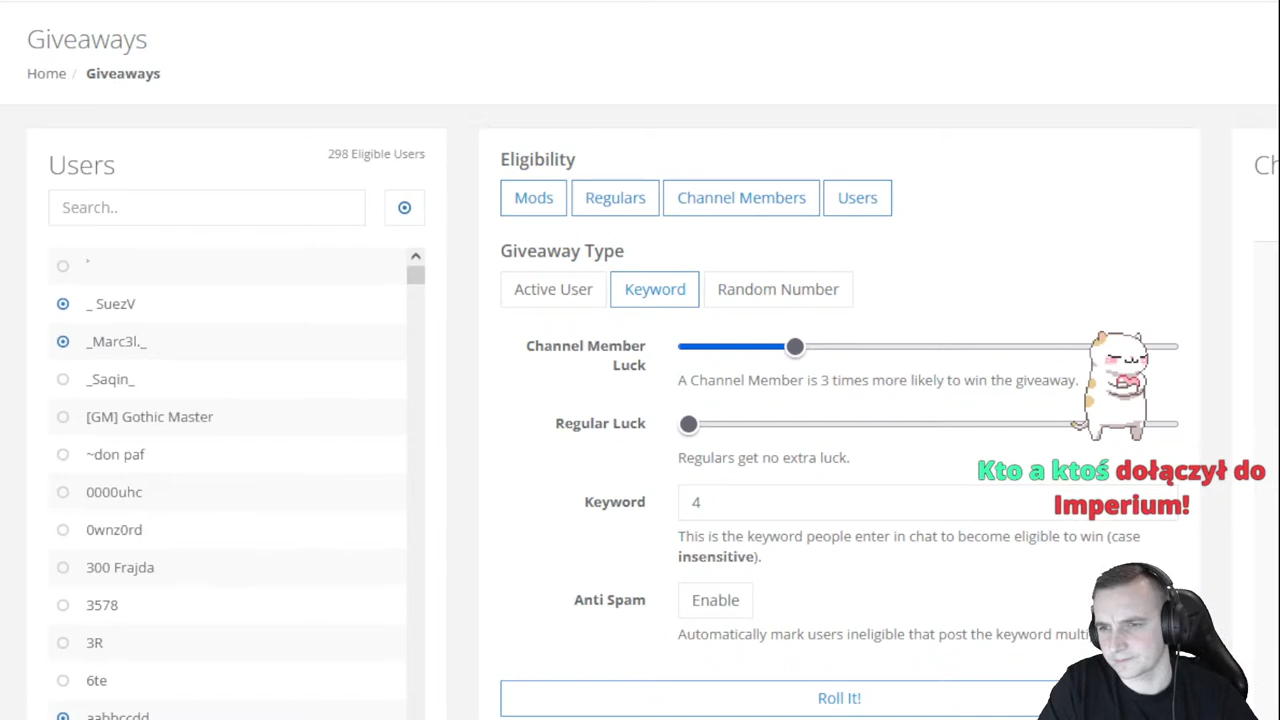 Giveaways
Home / Giveaways
Users
298 Eligible Users
Search..
`
_ SuezV
_Marc3l._
_Saqin_
[GM] Gothic Master
~don paf
0000uhc
0wnz0rd
300 Frajda
3578
3R
6te
aabbccdd
Eligibility
Mods
Regulars
Channel Members
Users
Giveaway Type
Active User
Keyword
Random Number
Channel Member
Luck
A Channel Member is 3 times more likely to win the giveaway.
Regular Luck
Regulars get no extra luck.
Keyword
4
This is the keyword people enter in chat to become eligible to win (case
insensitive).
Anti Spam
Enable
Automatically mark users ineligible that post the keyword
Roll It!
Kto a ktoś dołączył do
Imperium!